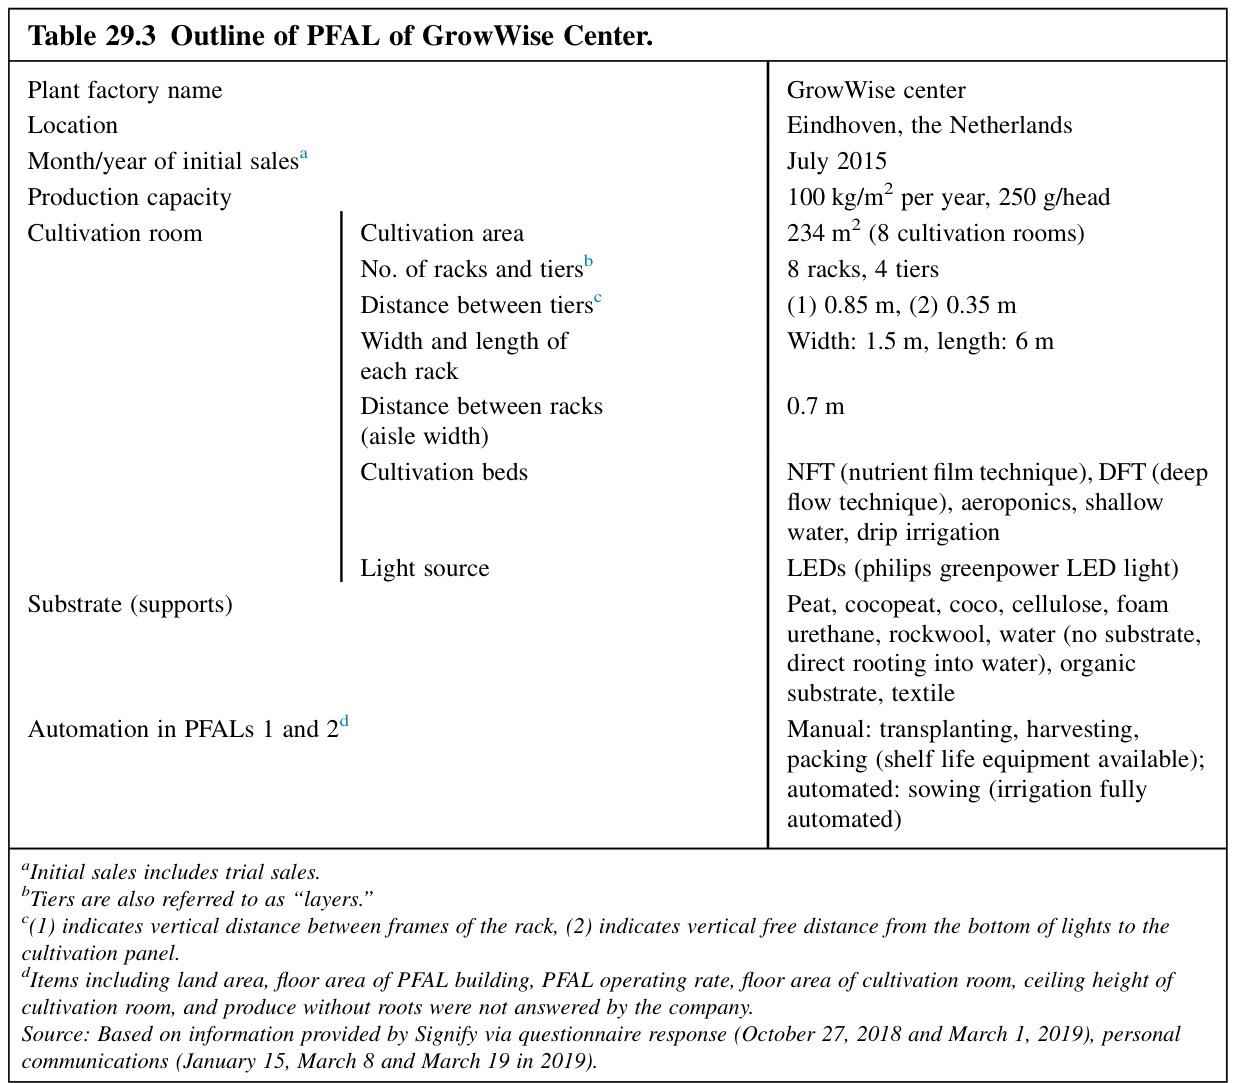 Table 29.3 Outline of PFAL of GrowWise Center.
Plant factory name GrowWise center
Location Eindhoven, the Netherlands
Month/year of initial salesᵃ July 2015
Production capacity 100 kg/m² per year, 250 g/head
Cultivation room Cultivation area 234 m² (8 cultivation rooms)
No. of racks and tiersᵇ 8 racks, 4 tiers
Distance between tiersᶜ (1) 0.85 m, (2) 0.35 m
Width and length of Width: 1.5 m, length: 6 m
each rack
Distance between racks 0.7 m
(aisle width)
Cultivation beds NFT (nutrient film technique), DFT (deep
flow technique), aeroponics, shallow
water, drip irrigation
Light source LEDs (philips greenpower LED light)
Substrate (supports) Peat, cocopeat, coco, cellulose, foam
urethane, rockwool, water (no substrate,
direct rooting into water), organic
substrate, textile
Automation in PFALs 1 and 2ᵈ Manual: transplanting, harvesting,
packing (shelf life equipment available);
automated: sowing (irrigation fully
automated)
ᵃInitial sales includes trial sales.
ᵇTiers are also referred to as “layers.”
ᶜ(1) indicates vertical distance between frames of the rack, (2) indicates vertical free distance from the bottom of lights to the
cultivation panel.
ᵈItems including land area, floor area of PFAL building, PFAL operating rate, floor area of cultivation room, ceiling height of
cultivation room, and produce without roots were not answered by the company.
Source: Based on information provided by Signify via questionnaire response (October 27, 2018 and March 1, 2019), personal
communications (January 15, March 8 and March 19 in 2019).